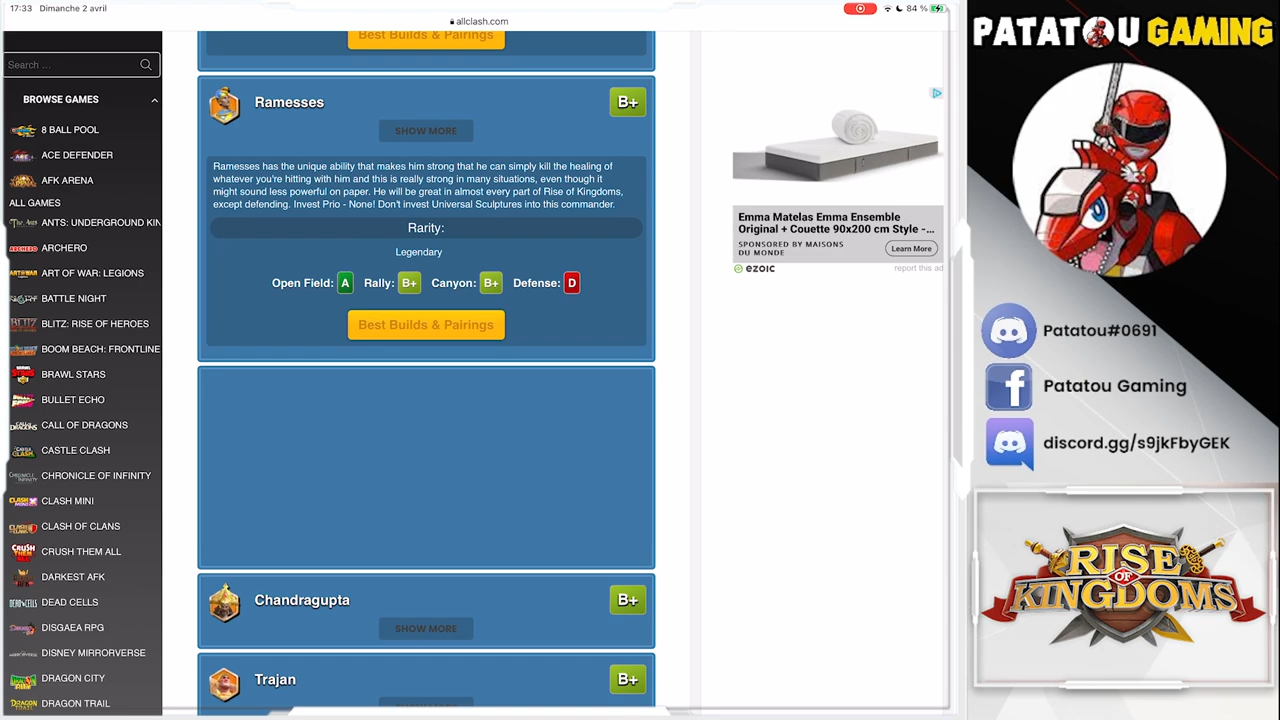 17:33 Dimanche 2 avril
84 %
allclash.com
Search ...
BROWSE GAMES
8 BALL POOL
ACE DEFENDER
AFK ARENA
ALL GAMES
ANTS: UNDERGROUND KIN
ARCHERO
ART OF WAR: LEGIONS
BATTLE NIGHT
BLITZ: RISE OF HEROES
BOOM BEACH: FRONTLINE
BRAWL STARS
BULLET ECHO
CALL OF DRAGONS
CASTLE CLASH
CHRONICLE OF INFINITY
CLASH MINI
CLASH OF CLANS
CRUSH THEM ALL
DARKEST AFK
DEAD CELLS
DISGAEA RPG
DISNEY MIRRORVERSE
DRAGON CITY
DRAGON TRAIL
Best Builds & Pairings
Ramesses
B+
SHOW MORE
Ramesses has the unique ability that makes him strong that he can simply kill the healing of
whatever you're hitting with him and this is really strong in many situations, even though it
might sound less powerful on paper. He will be great in almost every part of Rise of Kingdoms,
except defending. Invest Prio - None! Don't invest Universal Sculptures into this commander.
Rarity:
Legendary
Open Field: A Rally: B+ Canyon: B+ Defense: D
Best Builds & Pairings
Chandragupta
B+
SHOW MORE
Trajan
B+
Emma Matelas Emma Ensemble
Original + Couette 90x200 cm Style -...
SPONSORED BY MAISONS
DU MONDE
Learn More
ezoic
report this ad
PATATOU GAMING
Patatou#0691
Patatou Gaming
discord.gg/s9jkFbyGEK
RISE
OF
KINGDOMS